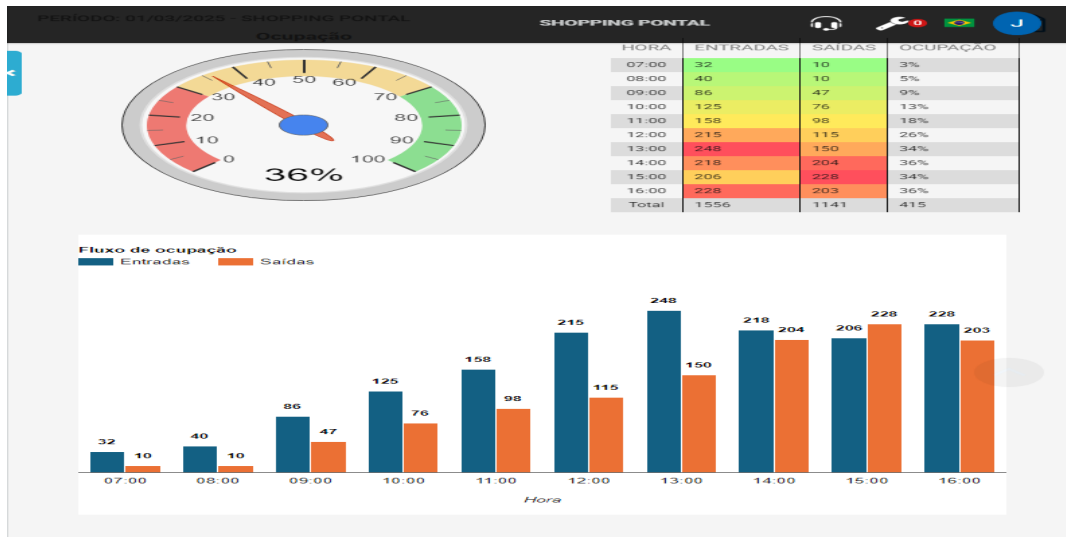 PERÍODO: 01/03/2025 - SHOPPING PONTAL
SHOPPING PONTAL
0
J
Ocupação
0
10
20
30
40
50
60
70
80
90
100
36%
HORA ENTRADAS SAÍDAS OCUPAÇÃO
07:00 32 10 3%
08:00 40 10 5%
09:00 86 47 9%
10:00 125 76 13%
11:00 158 98 18%
12:00 215 115 26%
13:00 248 150 34%
14:00 218 204 36%
15:00 206 228 34%
16:00 228 203 36%
Total 1556 1141 415
Fluxo de ocupação
Entradas Saídas
32 10 40 10 86 47 125 76 158 98 215 115 248 150 218 204 206 228 228 203
07:00 08:00 09:00 10:00 11:00 12:00 13:00 14:00 15:00 16:00
Hora